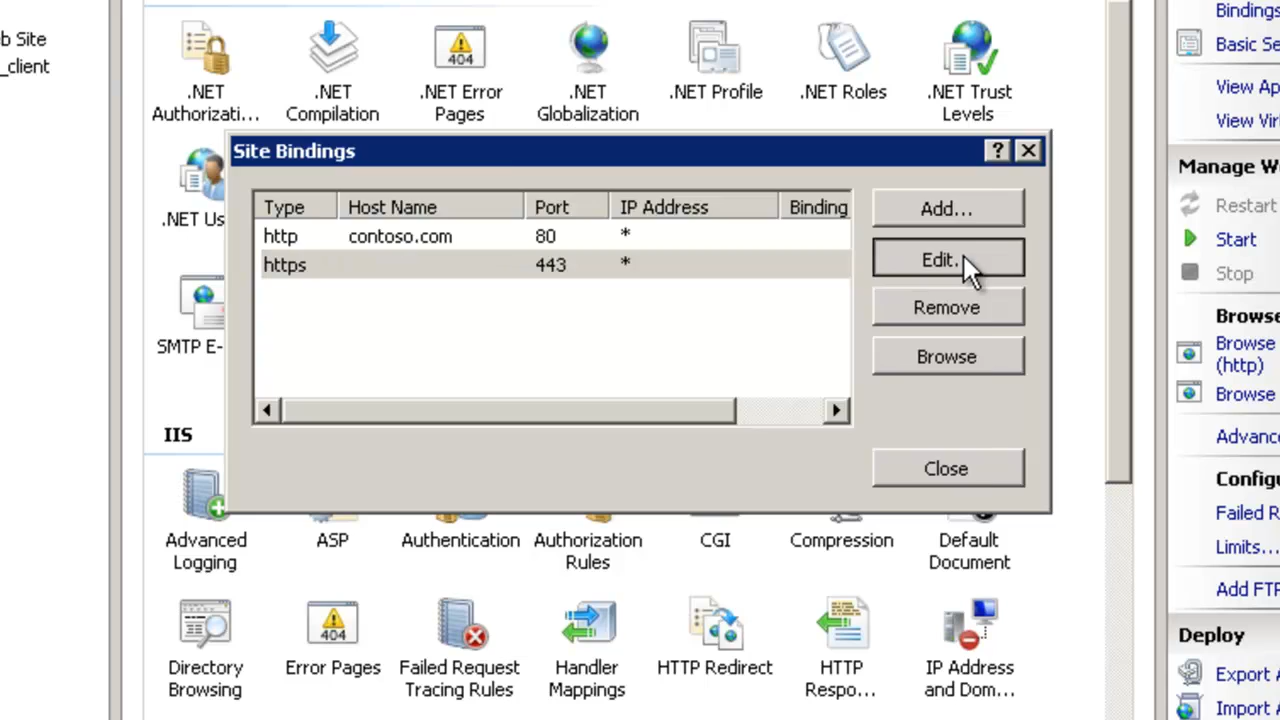 b Site
_client
.NET
Authorizati...
.NET
Compilation
404
.NET Error
Pages
.NET
Globalization
.NET Profile
.NET Roles
.NET Trust
Levels
.NET Us
SMTP E-
Site Bindings
?
Type
Host Name
Port
IP Address
Binding
http
contoso.com
80
*
https
443
*
Add...
Edit.
Remove
Browse
Close
IIS
Advanced
Logging
ASP
Authentication
Authorization
Rules
CGI
Compression
Default
Document
Directory
Browsing
404
Error Pages
Failed Request
Tracing Rules
Handler
Mappings
HTTP Redirect
HTTP
Respo...
IP Address
and Dom...
Bindings
Basic Se
View Ap
View Vir
Manage W
Restart
Start
Stop
Browse
Browse
(http)
Browse
Advanc
Config
Failed R
Limits...
Add FTP
Deploy
Export A
Import A